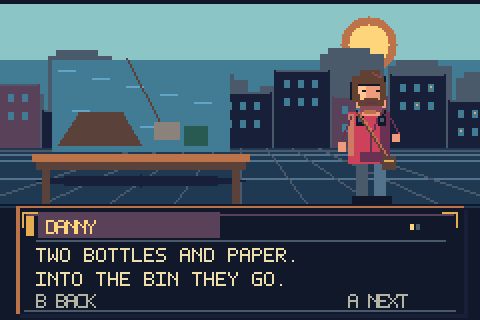 DANNY
TWO BOTTLES AND PAPER.
INTO THE BIN THEY GO.
B BACK
A NEXT